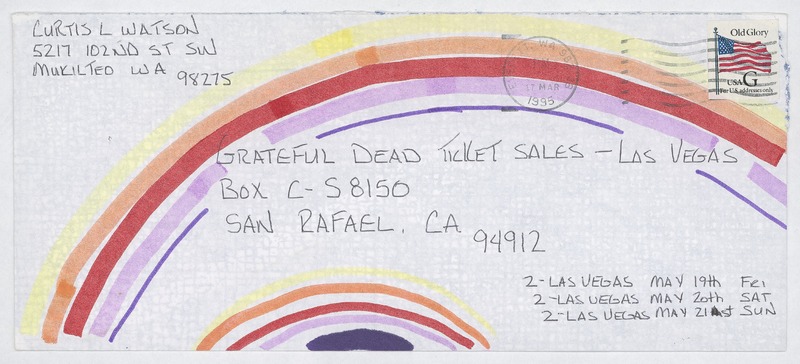 CURTIS L WATSON
5217 102ND ST SW
MUKILTEO WA 98275
Old Glory
USA G
For U.S. addresses only
17 MAR
1995
GRATEFUL DEAD TICKET SALES - LAS VEGAS
BOX C-S8150
SAN RAFAEL, CA
94912
2-LAS VEGAS MAY 19th FRI
2-LAS VEGAS MAY 20th SAT
2-LAS VEGAS MAY 21st SUN